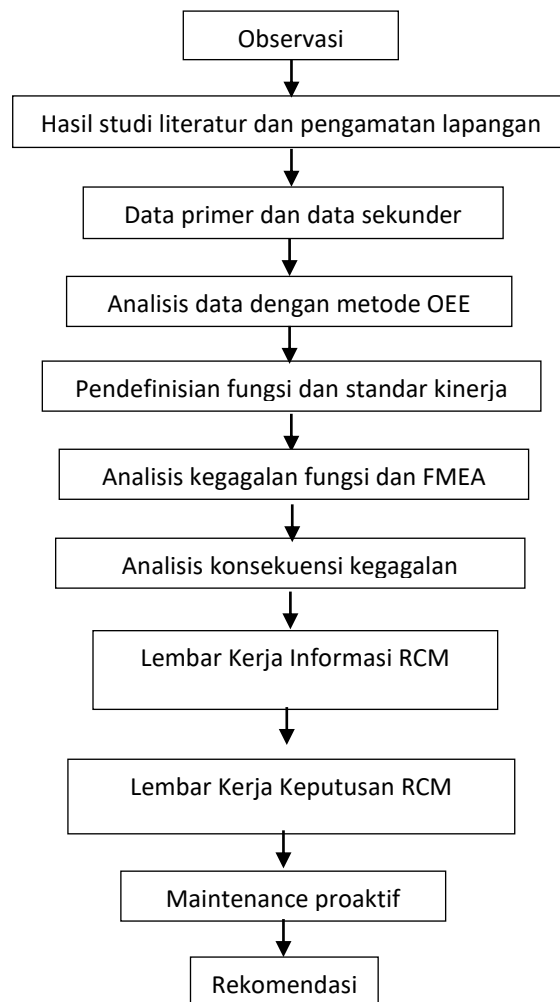 Observasi
Hasil studi literatur dan pengamatan lapangan
Data primer dan data sekunder
Analisis data dengan metode OEE
Pendefinisian fungsi dan standar kinerja
Analisis kegagalan fungsi dan FMEA
Analisis konsekuensi kegagalan
Lembar Kerja Informasi RCM
Lembar Kerja Keputusan RCM
Maintenance proaktif
Rekomendasi